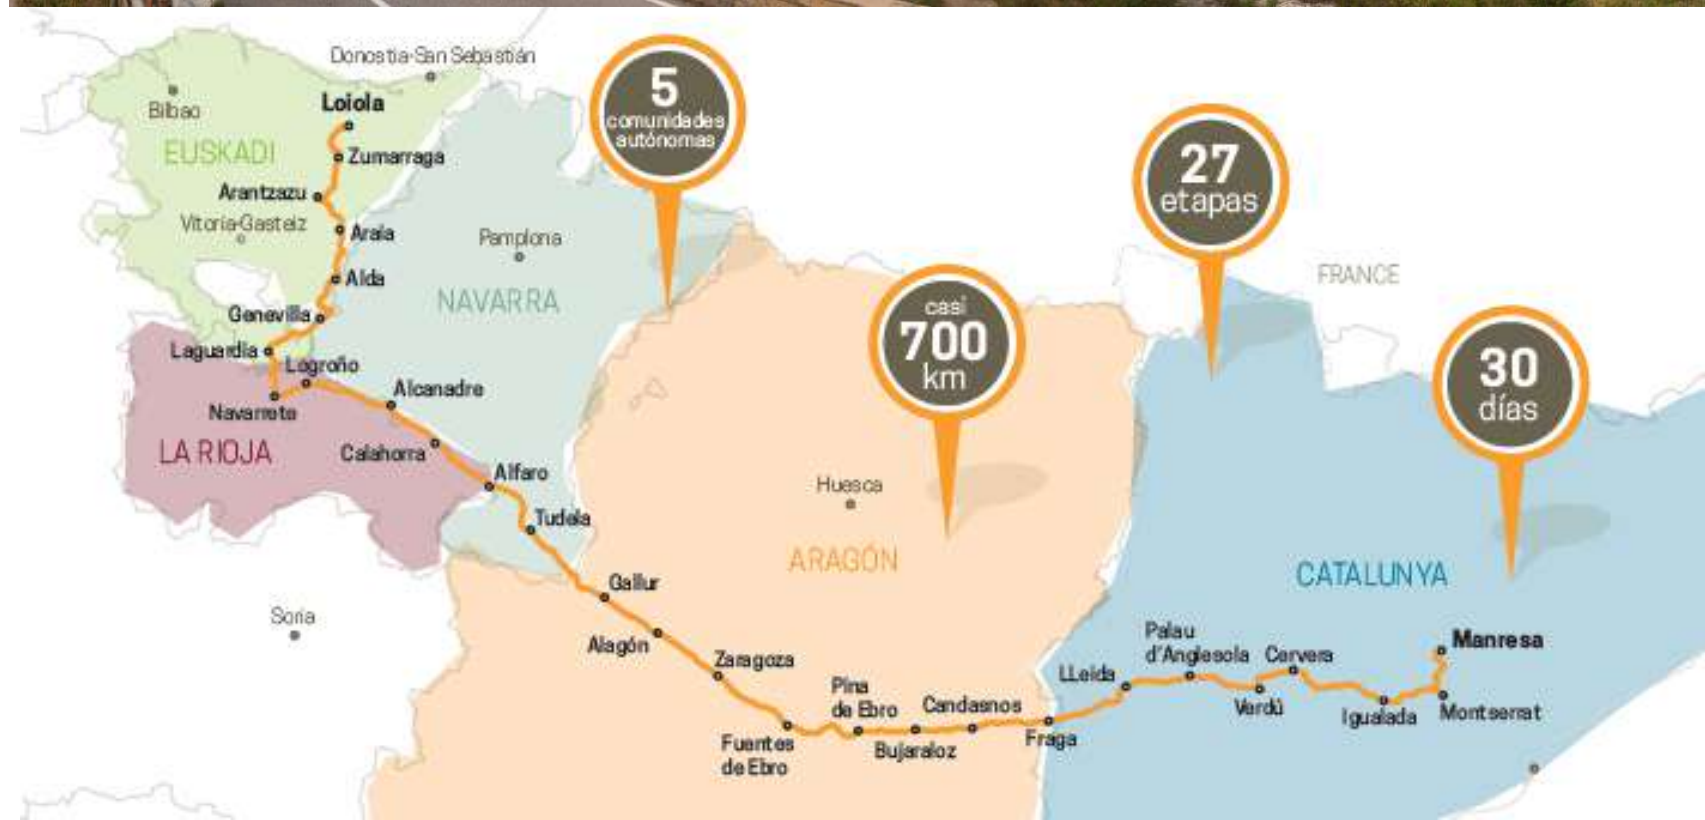 Donostia-San Sebastián
Bilbao
Loiola
EUSKADI
Zumarraga
Arantzazu
Vitoria-Gasteiz
Araia
Pamplona
Alda
NAVARRA
Genevilla
Laguardia
Logroño
Alcanadre
Navarrete
LA RIOJA
Calahorra
Alfaro
Tudela
Soria
Gallur
Alagón
Zaragoza
Huesca
ARAGÓN
Fuentes
de Ebro
Pina
de Ebro
Bujaraloz
Candasnos
Fraga
FRANCE
CATALUNYA
LLeida
Palau
d'Anglesola
Verdú
Cervera
Igualada
Montserrat
Manresa
5
comunidades
autónomas
casi
700
km
27
etapas
30
días